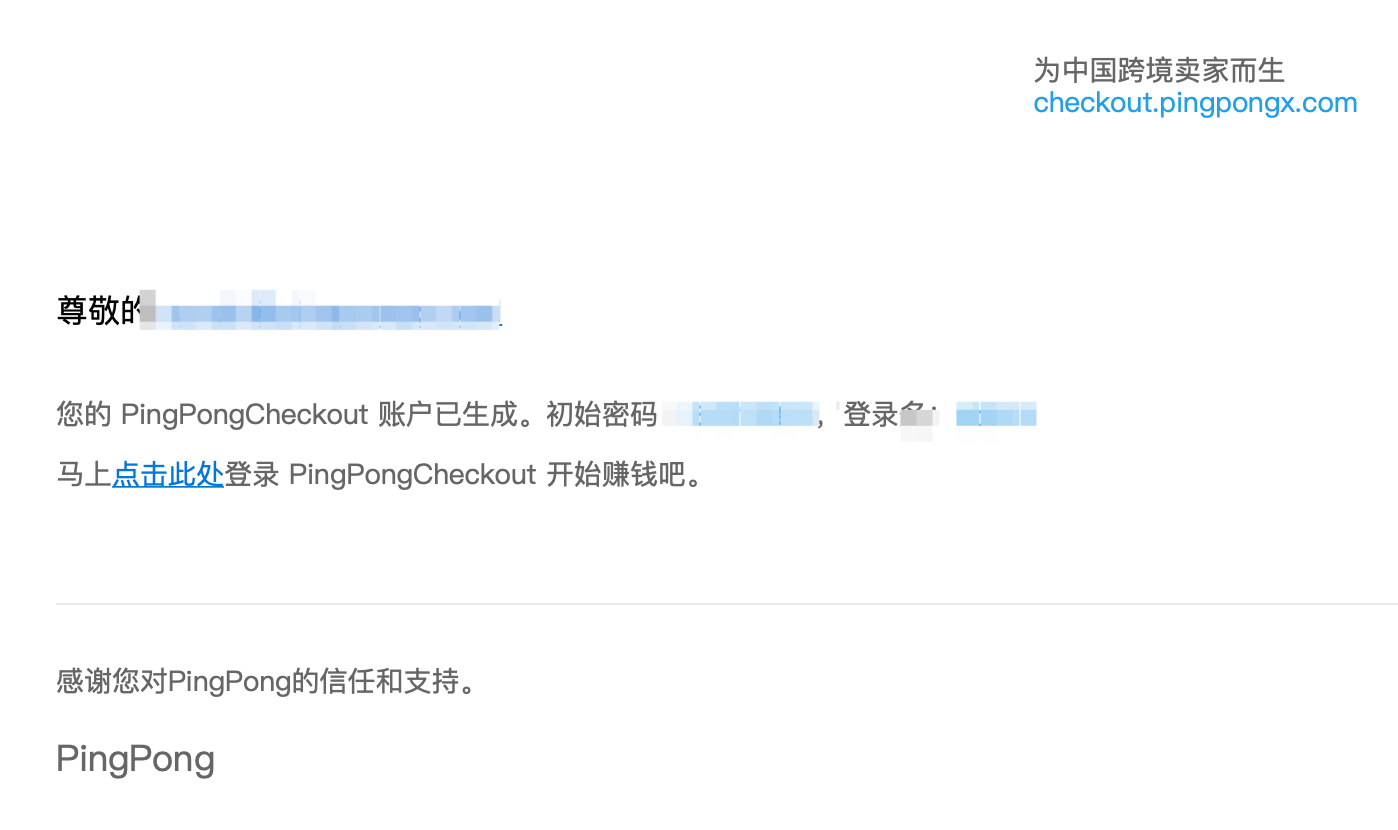 为中国跨境卖家而生
checkout.pingpongx.com
尊敬的
您的 PingPongCheckout 账户已生成。初始密码 ，登录名：
马上点击此处登录 PingPongCheckout 开始赚钱吧。
感谢您对PingPong的信任和支持。
PingPong